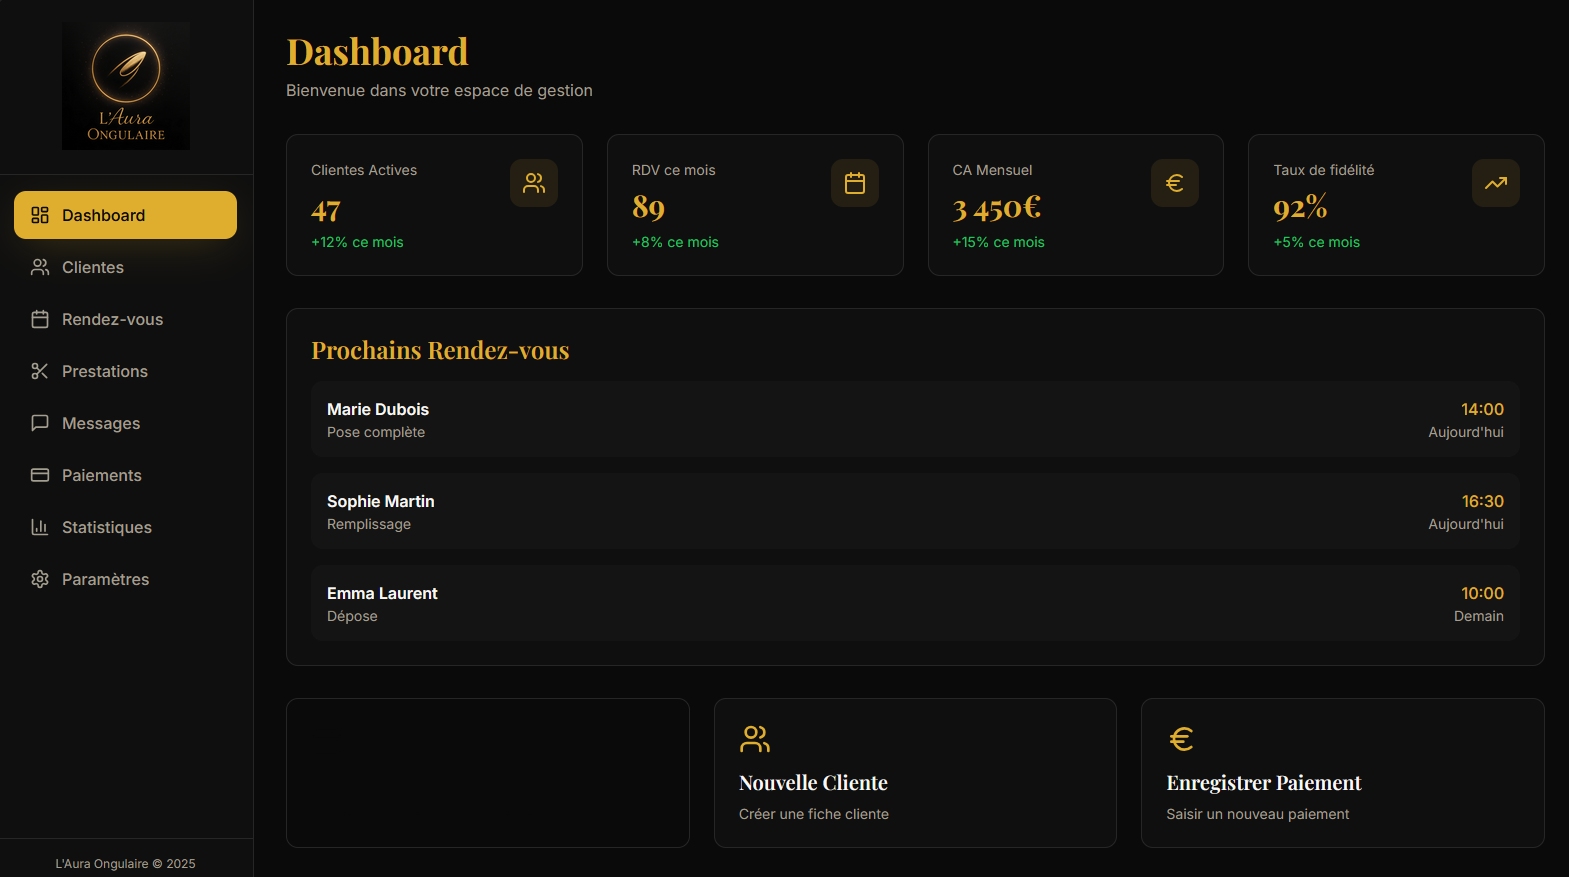 L'Aura
ONGULAIRE
Dashboard
Clientes
Rendez-vous
Prestations
Messages
Paiements
Statistiques
Paramètres
L'Aura Ongulaire © 2025
Dashboard
Bienvenue dans votre espace de gestion
Clientes Actives
47
+12% ce mois
RDV ce mois
89
+8% ce mois
CA Mensuel
3 450€
+15% ce mois
Taux de fidélité
92%
+5% ce mois
Prochains Rendez-vous
Marie Dubois
Pose complète
14:00
Aujourd'hui
Sophie Martin
Remplissage
16:30
Aujourd'hui
Emma Laurent
Dépose
10:00
Demain
Nouvelle Cliente
Créer une fiche cliente
€
Enregistrer Paiement
Saisir un nouveau paiement